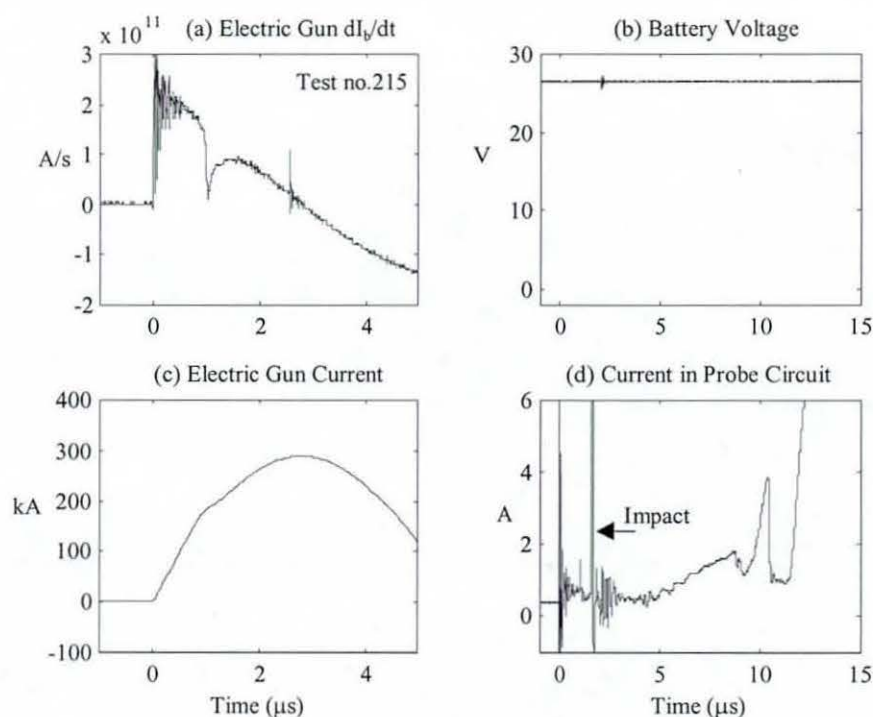 (a) Electric Gun dI_b/dt
x 10^11
3
2
1
0
-1
-2
A/s
Test no.215
0
2
4
(b) Battery Voltage
30
20
10
0
V
0
5
10
15
(c) Electric Gun Current
400
300
200
100
0
-100
kA
0
2
4
Time (μs)
(d) Current in Probe Circuit
6
4
2
0
A
Impact
0
5
10
15
Time (μs)